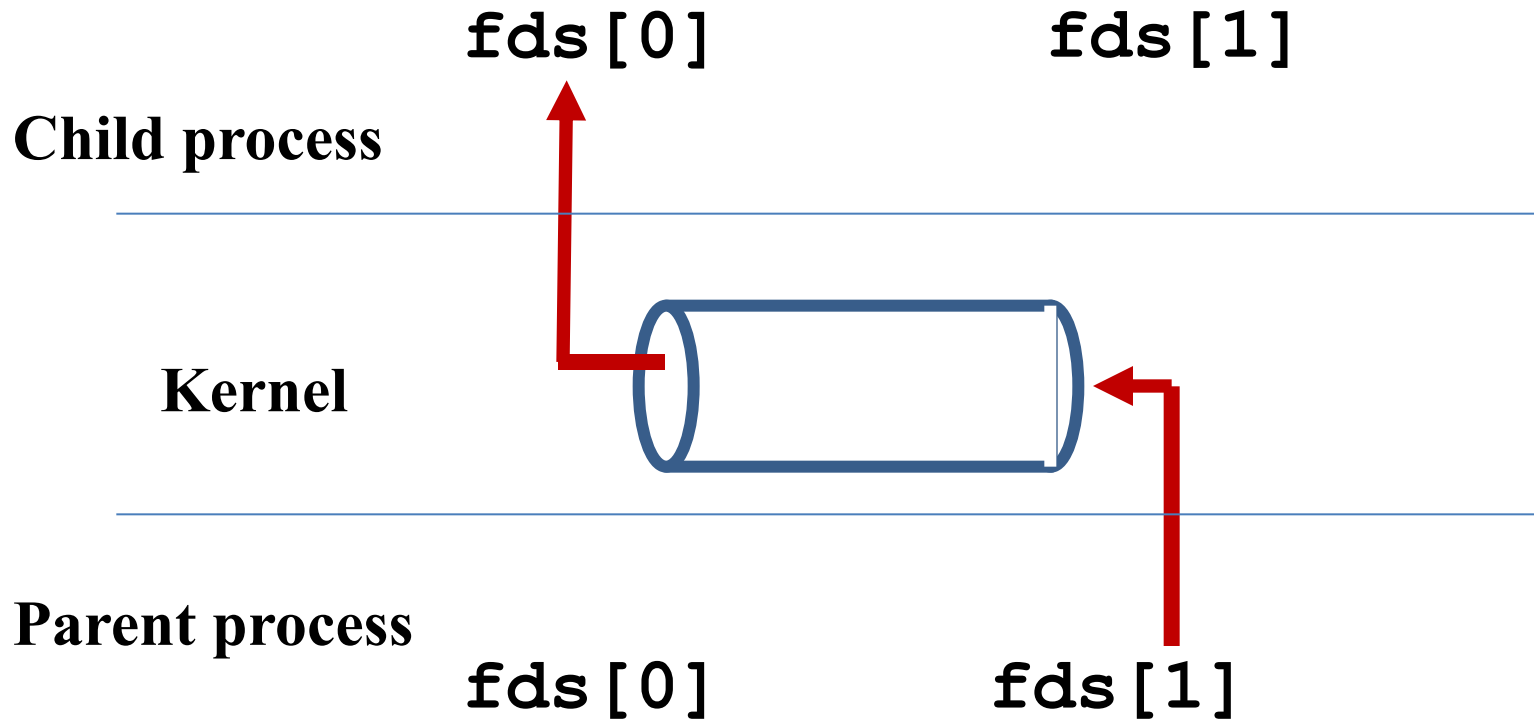 fds[0] fds[1]
Child process
Kernel
Parent process
fds[0] fds[1]